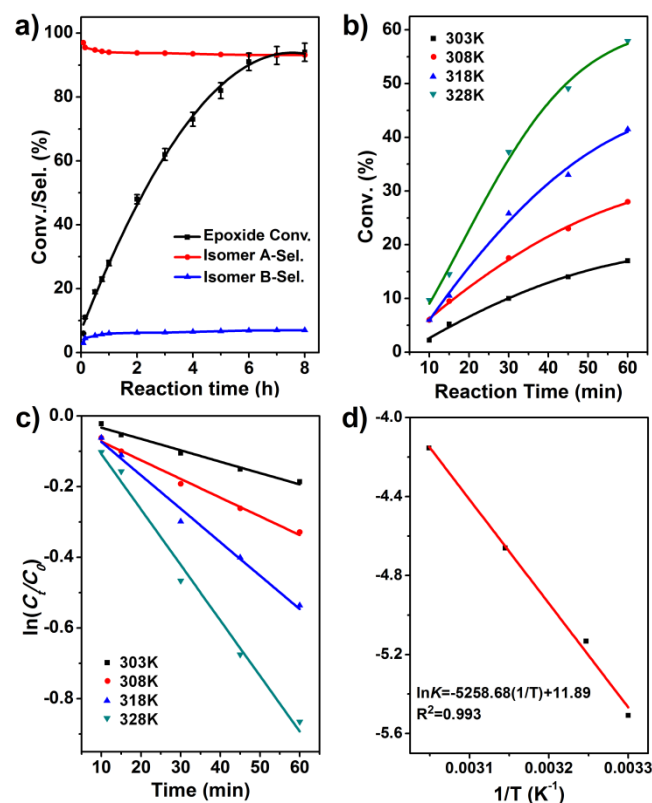 a)
100
80
60
40
20
0
Conv./Sel. (%)
Epoxide Conv.
Isomer A-Sel.
Isomer B-Sel.
0 2 4 6 8
Reaction time (h)
b)
60
50
40
30
20
10
0
Conv. (%)
303K
308K
318K
328K
10 20 30 40 50 60
Reaction Time (min)
c)
0.0
-0.2
-0.4
-0.6
-0.8
ln(Ct/C0)
303K
308K
318K
328K
10 20 30 40 50 60
Time (min)
d)
-4.0
-4.4
-4.8
-5.2
-5.6
lnK=-5258.68(1/T)+11.89
R²=0.993
0.0031 0.0032 0.0033
1/T (K⁻¹)